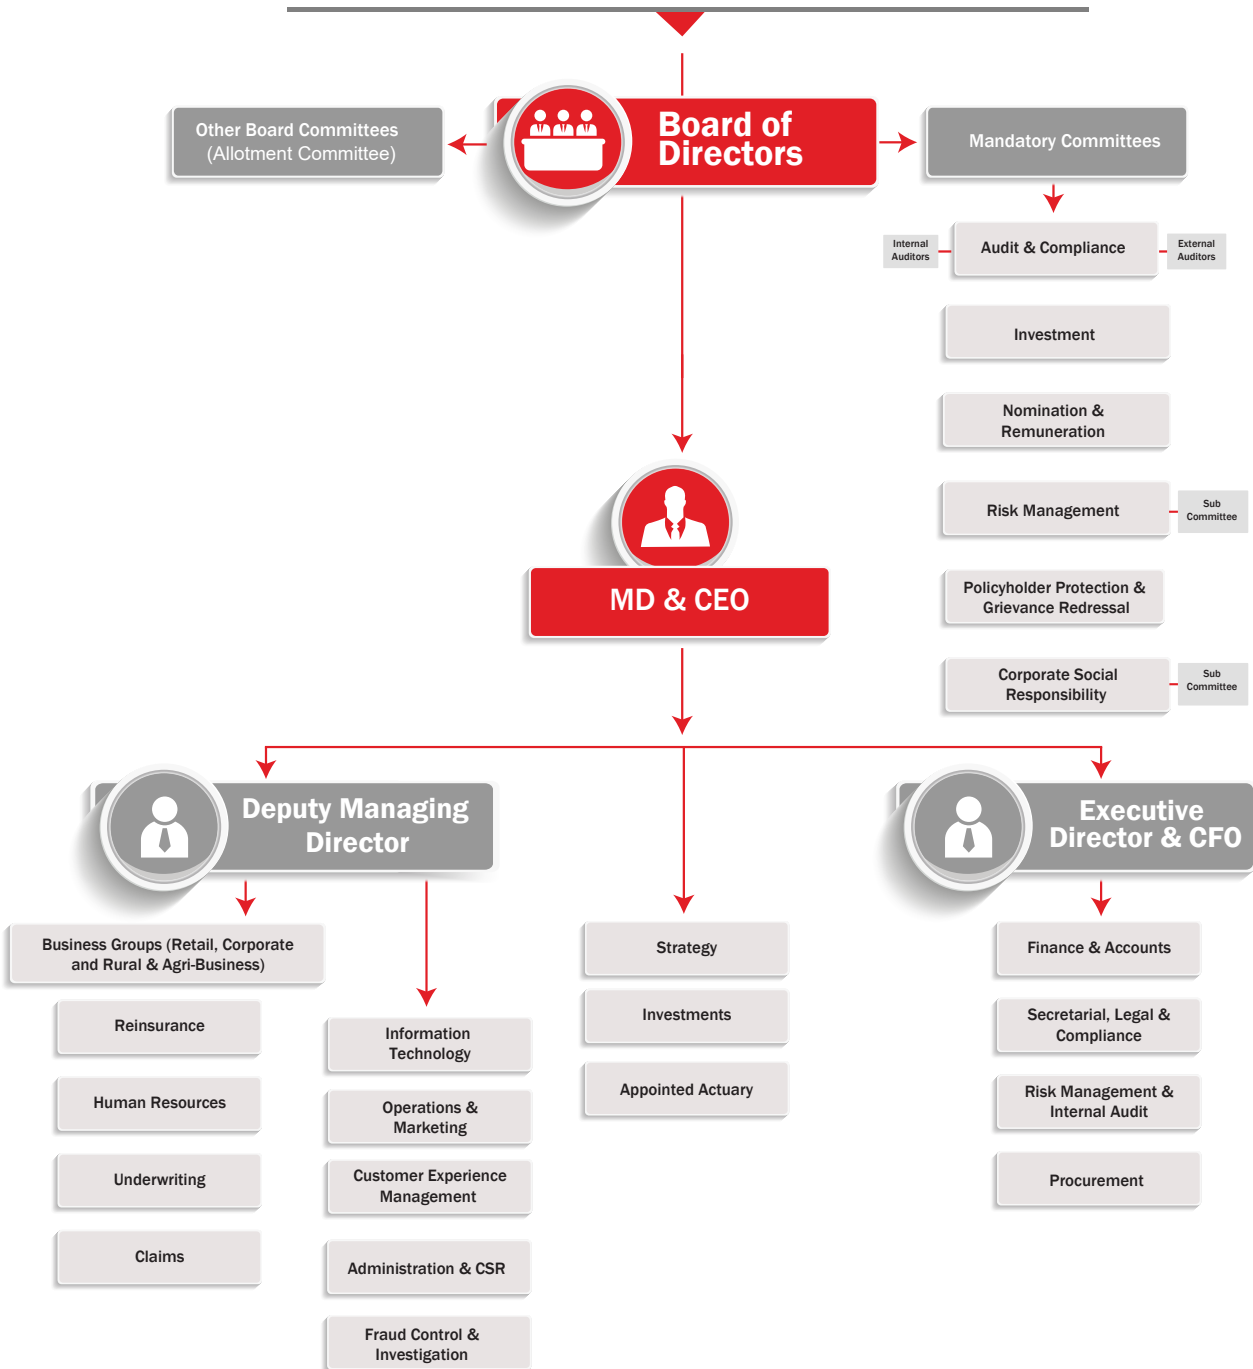 Board of
Directors
Other Board Committees
(Allotment Committee)
Mandatory Committees
Internal
Auditors
Audit & Compliance
External
Auditors
Investment
Nomination &
Remuneration
Risk Management
Sub
Committee
Policyholder Protection &
Grievance Redressal
Corporate Social
Responsibility
Sub
Committee
MD & CEO
Deputy Managing
Director
Executive
Director & CFO
Business Groups (Retail, Corporate
and Rural & Agri-Business)
Reinsurance
Human Resources
Underwriting
Claims
Information
Technology
Operations &
Marketing
Customer Experience
Management
Administration & CSR
Fraud Control &
Investigation
Strategy
Investments
Appointed Actuary
Finance & Accounts
Secretarial, Legal &
Compliance
Risk Management &
Internal Audit
Procurement